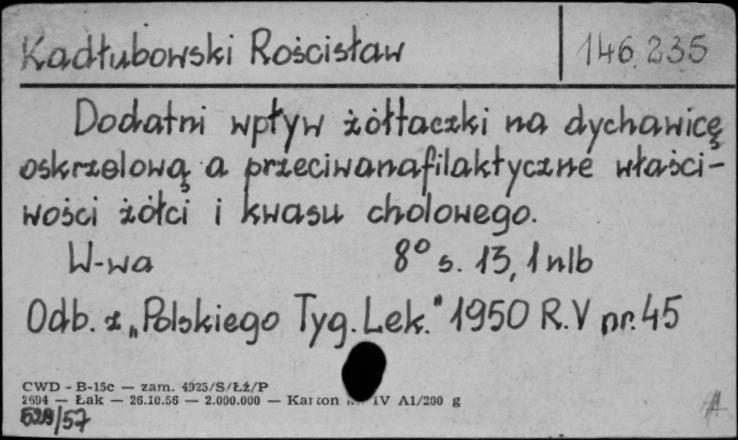 Kadłubowski Rościsław 146.235
Dodatni wpływ żółtaczki na dychawicę
oskrzelową a przeciwanafilaktyczne właści-
wości żółci i kwasu cholowego.
W-wa 8° s. 13, 1 nlb
Odb. z „Polskiego Tyg. Lek." 1950 R. V nr. 45
CWD - B-15c — zam. 4925/S/Łź/P
2694 — Łak — 26.10.56 — 2.000.000 — Karton IV A1/200 g
/57